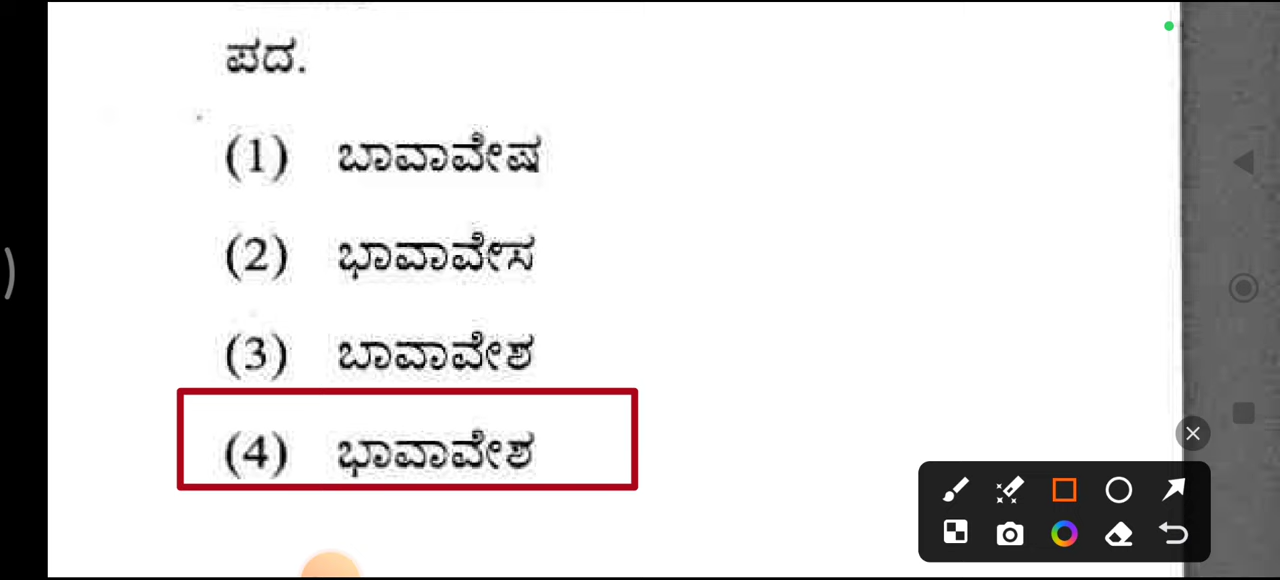 ಪದ.
(1) ಬಾವಾವೇಷ
(2) ಭಾವಾವೇಸ
(3) ಬಾವಾವೇಶ
(4) ಭಾವಾವೇಶ